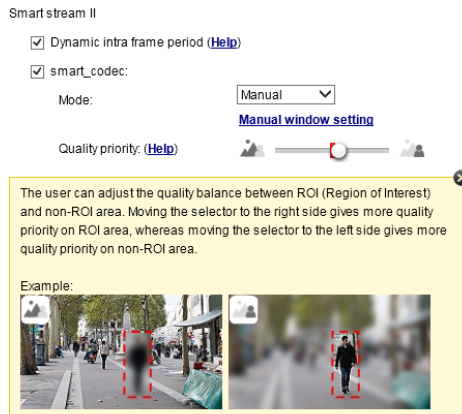 Smart stream II
Dynamic intra frame period (Help)
smart_codec:
Mode:
Manual
Manual window setting
Quality priority: (Help)
The user can adjust the quality balance between ROI (Region of Interest)
and non-ROI area. Moving the selector to the right side gives more quality
priority on ROI area, whereas moving the selector to the left side gives more
quality priority on non-ROI area.
Example: